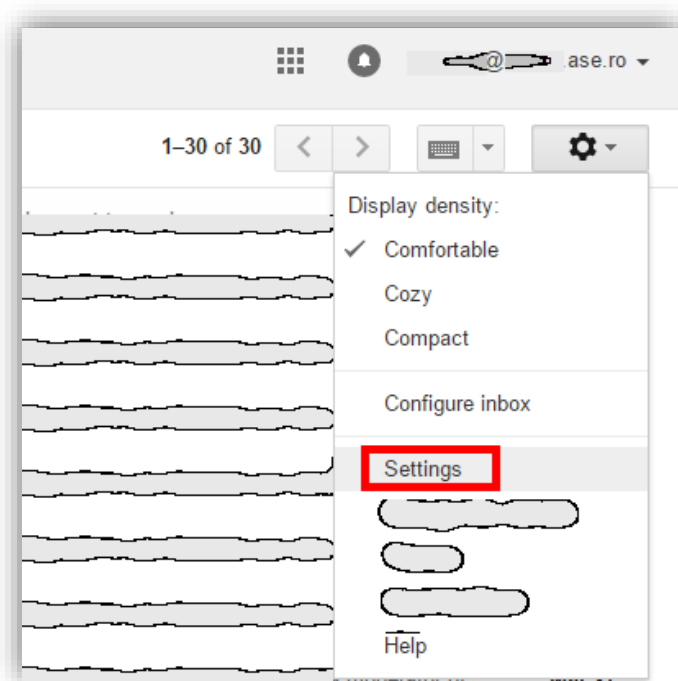 @ .ase.ro
1–30 of 30
Display density:
Comfortable
Cozy
Compact
Configure inbox
Settings
Help